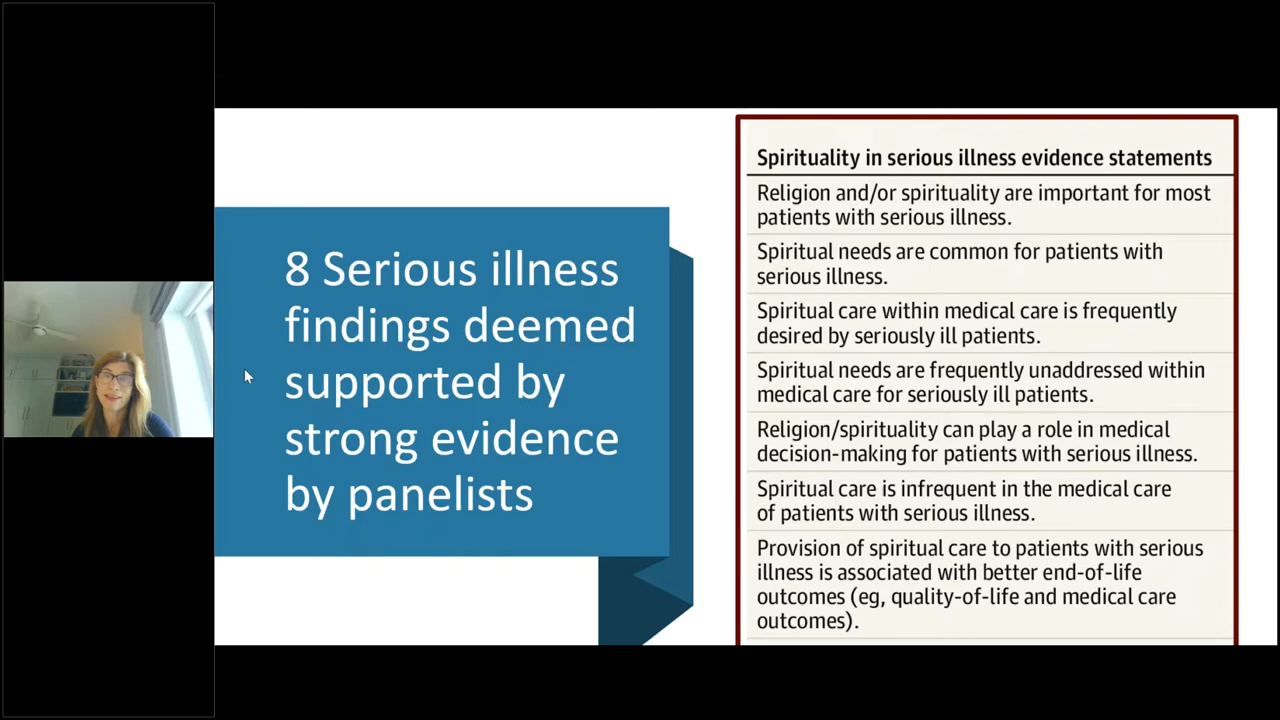 8 Serious illness
findings deemed
supported by
strong evidence
by panelists
Spirituality in serious illness evidence statements
Religion and/or spirituality are important for most
patients with serious illness.
Spiritual needs are common for patients with
serious illness.
Spiritual care within medical care is frequently
desired by seriously ill patients.
Spiritual needs are frequently unaddressed within
medical care for seriously ill patients.
Religion/spirituality can play a role in medical
decision-making for patients with serious illness.
Spiritual care is infrequent in the medical care
of patients with serious illness.
Provision of spiritual care to patients with serious
illness is associated with better end-of-life
outcomes (eg, quality-of-life and medical care
outcomes).